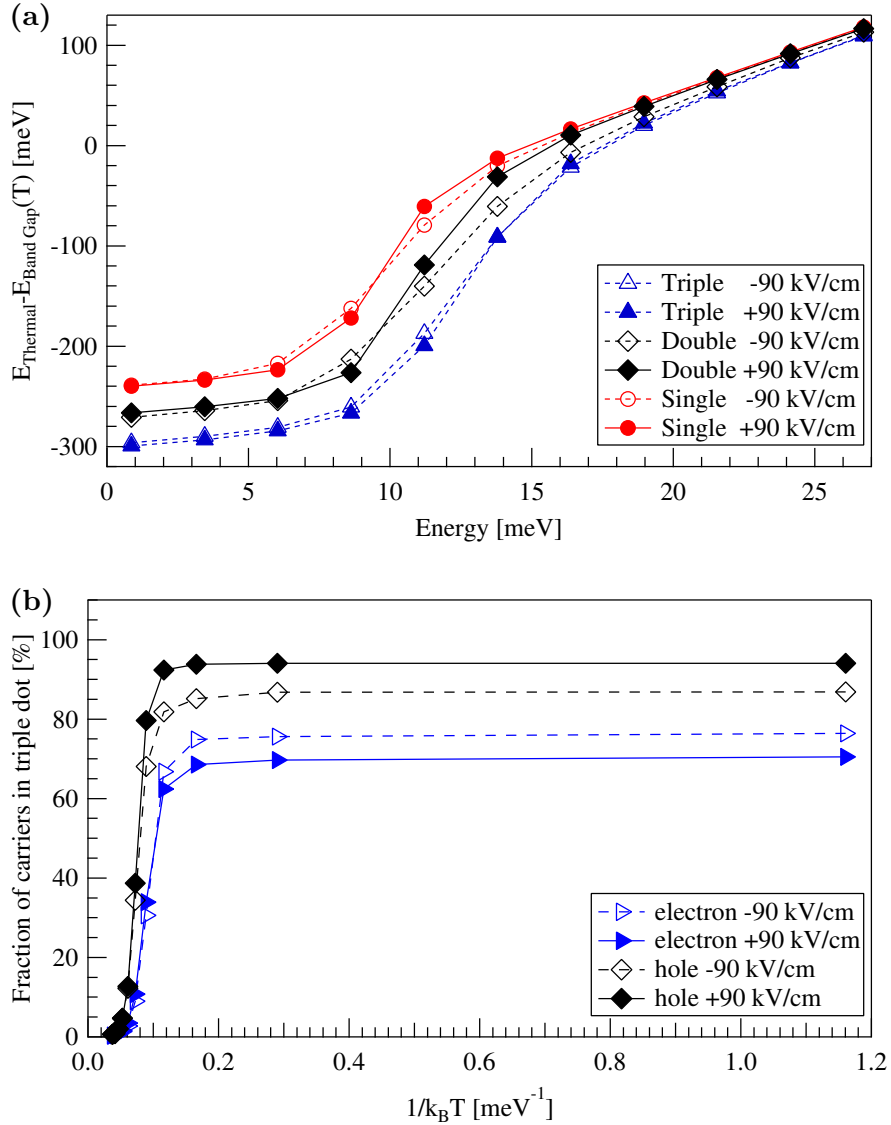 (a)
100
0
-100
-200
-300
E_Thermal-E_Band Gap(T) [meV]
Triple -90 kV/cm
Triple +90 kV/cm
Double -90 kV/cm
Double +90 kV/cm
Single -90 kV/cm
Single +90 kV/cm
0 5 10 15 20 25
Energy [meV]
(b)
100
80
60
40
20
0
Fraction of carriers in triple dot [%]
electron -90 kV/cm
electron +90 kV/cm
hole -90 kV/cm
hole +90 kV/cm
0.0 0.2 0.4 0.6 0.8 1.0 1.2
1/k_BT [meV^-1]